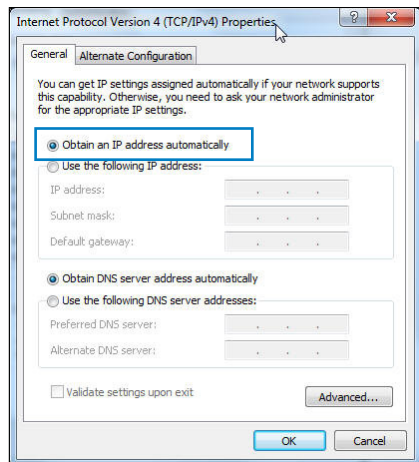 Internet Protocol Version 4 (TCP/IPv4) Properties
General
Alternate Configuration
You can get IP settings assigned automatically if your network supports
this capability. Otherwise, you need to ask your network administrator
for the appropriate IP settings.
Obtain an IP address automatically
Use the following IP address:
IP address:
Subnet mask:
Default gateway:
Obtain DNS server address automatically
Use the following DNS server addresses:
Preferred DNS server:
Alternate DNS server:
Validate settings upon exit
Advanced...
OK
Cancel